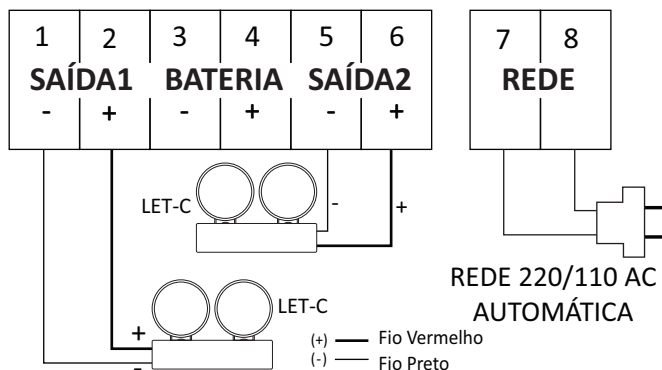 1 2 3 4 5 6 7 8
SAÍDA1 BATERIA SAÍDA2 REDE
- + - + - +
LET-C - +
REDE 220/110 AC
AUTOMÁTICA
LET-C
+
-
(+) Fio Vermelho
(-) Fio Preto